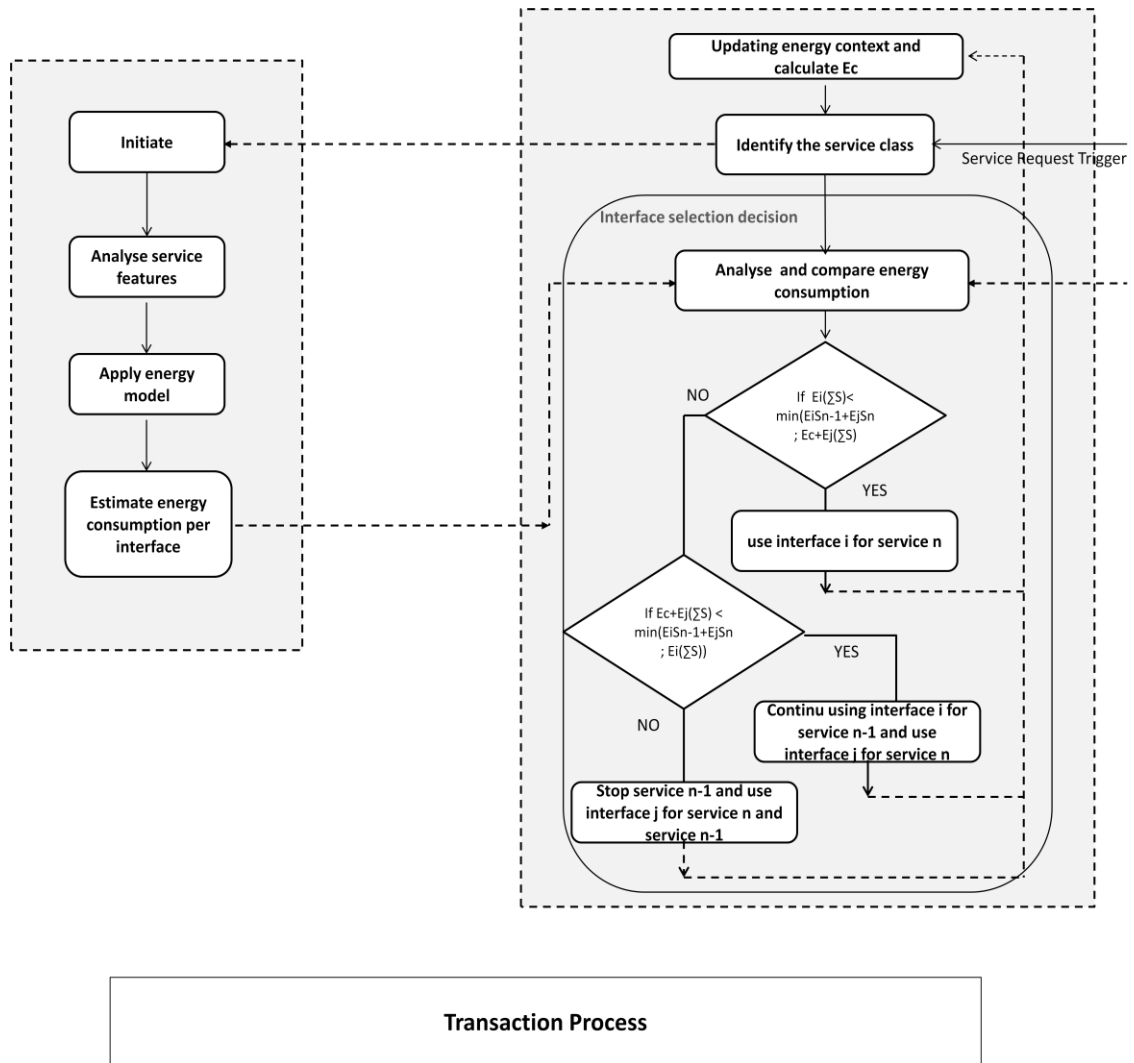 Updating energy context and
calculate Ec
Initiate
Identify the service class
Service Request Trigger
Interface selection decision
Analyse service
features
Analyse  and compare energy
consumption
Apply energy
model
NO
If  Ei(∑S)<
min(EiSn-1+EjSn
; Ec+Ej(∑S)
YES
Estimate energy
consumption per
interface
use interface i for service n
If Ec+Ej(∑S) <
min(EiSn-1+EjSn
; Ei(∑S))
YES
NO
Continu using interface i for
service n-1 and use
interface j for service n
Stop service n-1 and use
interface j for service n and
service n-1
Transaction Process